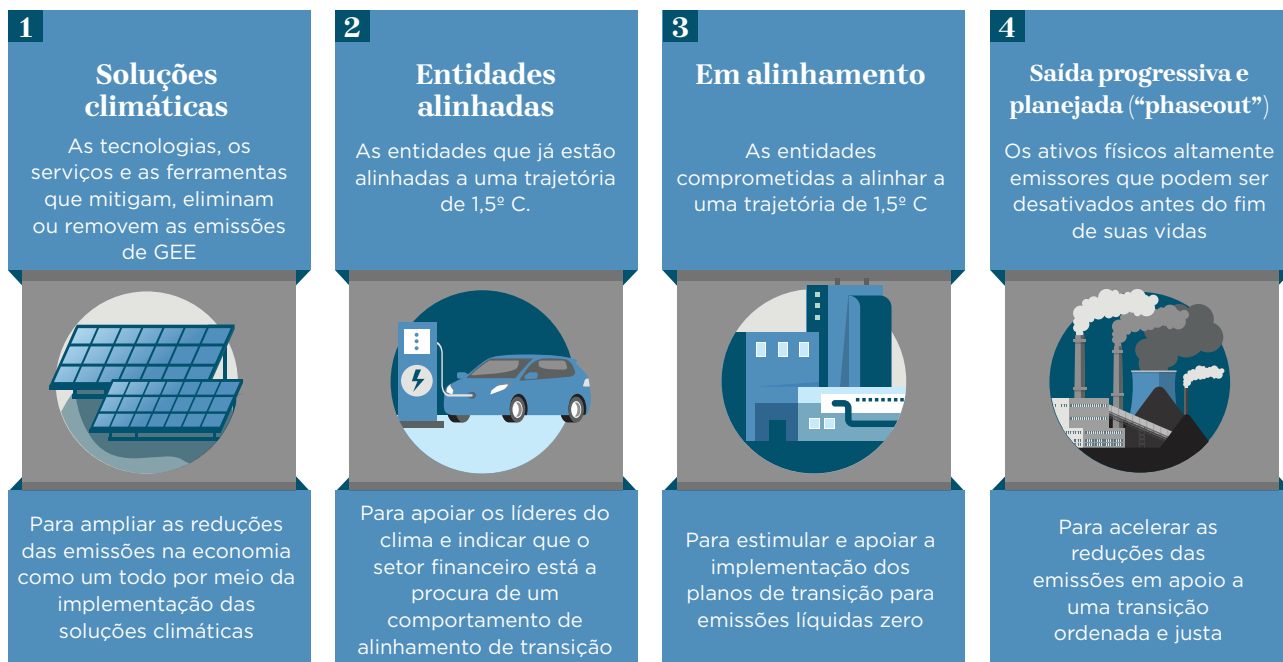 1
Soluções
climáticas
As tecnologias, os
serviços e as ferramentas
que mitigam, eliminam
ou removem as emissões
de GEE
Para ampliar as reduções
das emissões na economia
como um todo por meio da
implementação das
soluções climáticas
2
Entidades
alinhadas
As entidades que já estão
alinhadas a uma trajetória
de 1,5º C.
Para apoiar os líderes do
clima e indicar que o
setor financeiro está a
procura de um
comportamento de
alinhamento de transição
3
Em alinhamento
As entidades
comprometidas a alinhar a
uma trajetória de 1,5º C
Para estimular e apoiar a
implementação dos
planos de transição para
emissões líquidas zero
4
Saída progressiva e
planejada (“phaseout”)
Os ativos físicos altamente
emissores que podem ser
desativados antes do fim
de suas vidas
Para acelerar as
reduções das
emissões em apoio a
uma transição
ordenada e justa